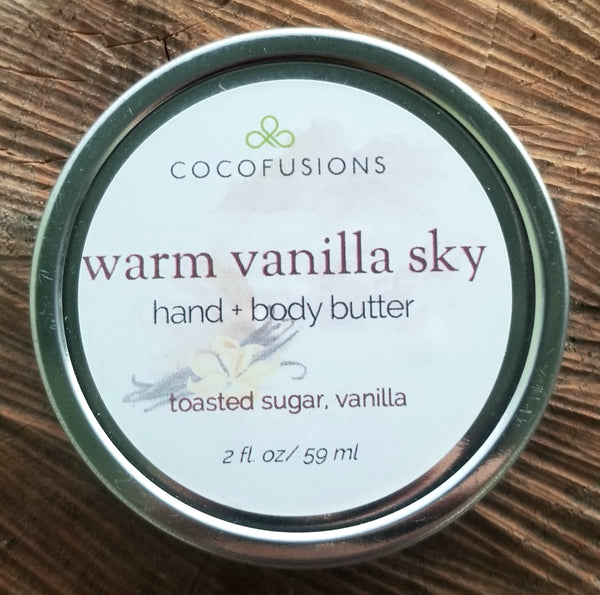 COCOFUSIONS
warm vanilla sky
hand + body butter
toasted sugar, vanilla
2 fl. oz/ 59 ml